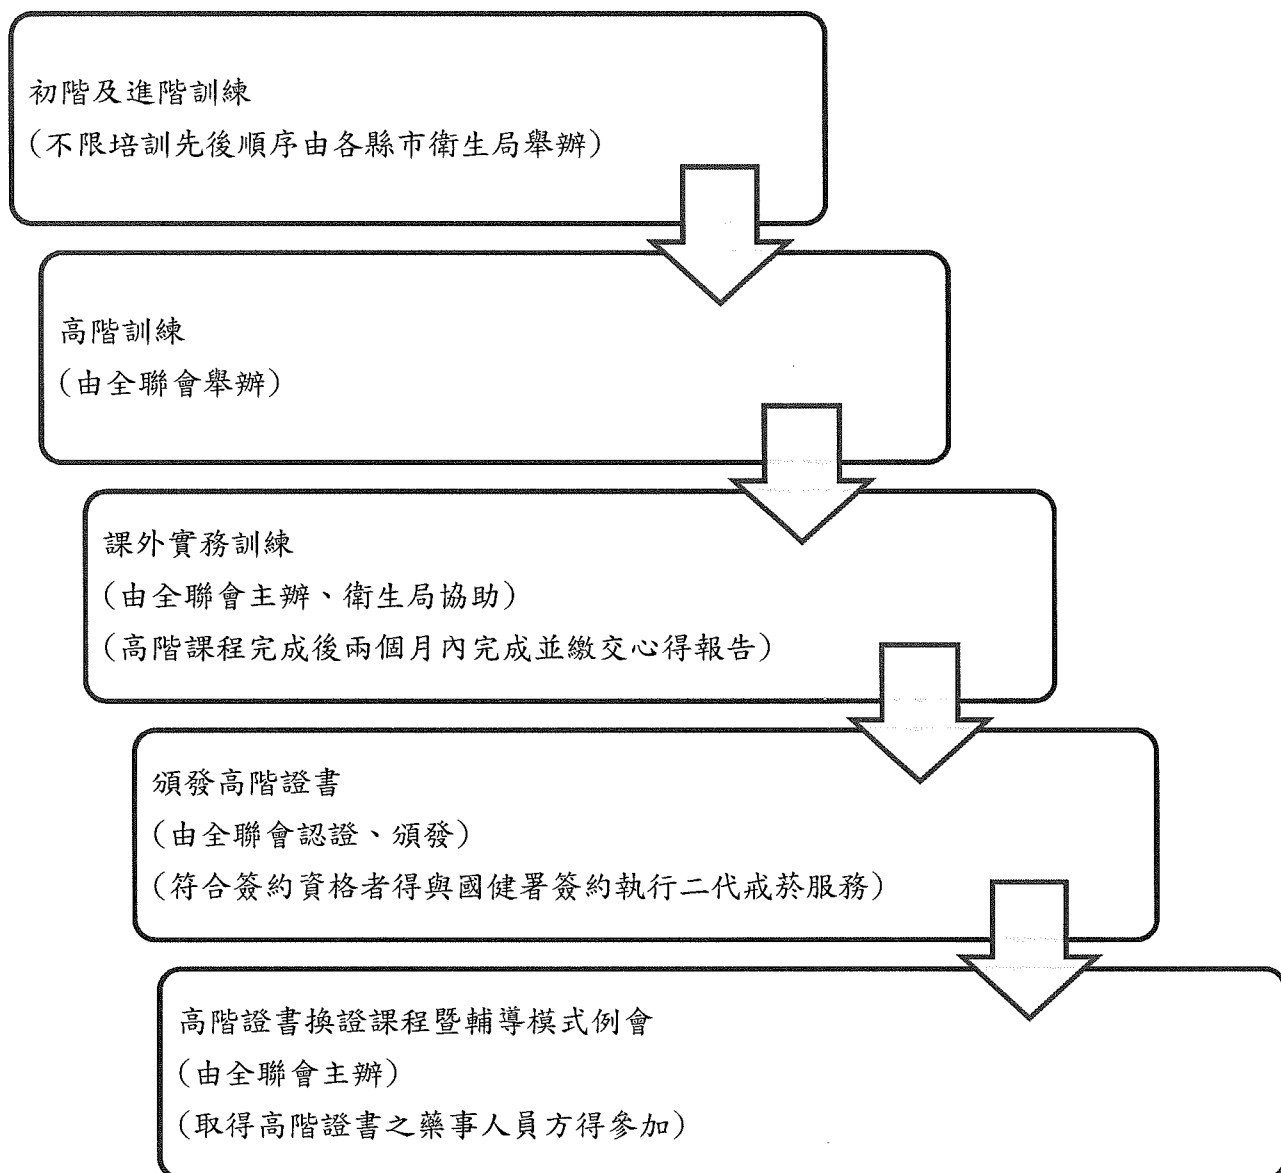 初階及進階訓練
(不限培訓先後順序由各縣市衛生局舉辦)
高階訓練
(由全聯會舉辦)
課外實務訓練
(由全聯會主辦、衛生局協助)
(高階課程完成後兩個月內完成並繳交心得報告)
頒發高階證書
(由全聯會認證、頒發)
(符合簽約資格者得與國健署簽約執行二代戒菸服務)
高階證書換證課程暨輔導模式例會
(由全聯會主辦)
(取得高階證書之藥事人員方得參加)